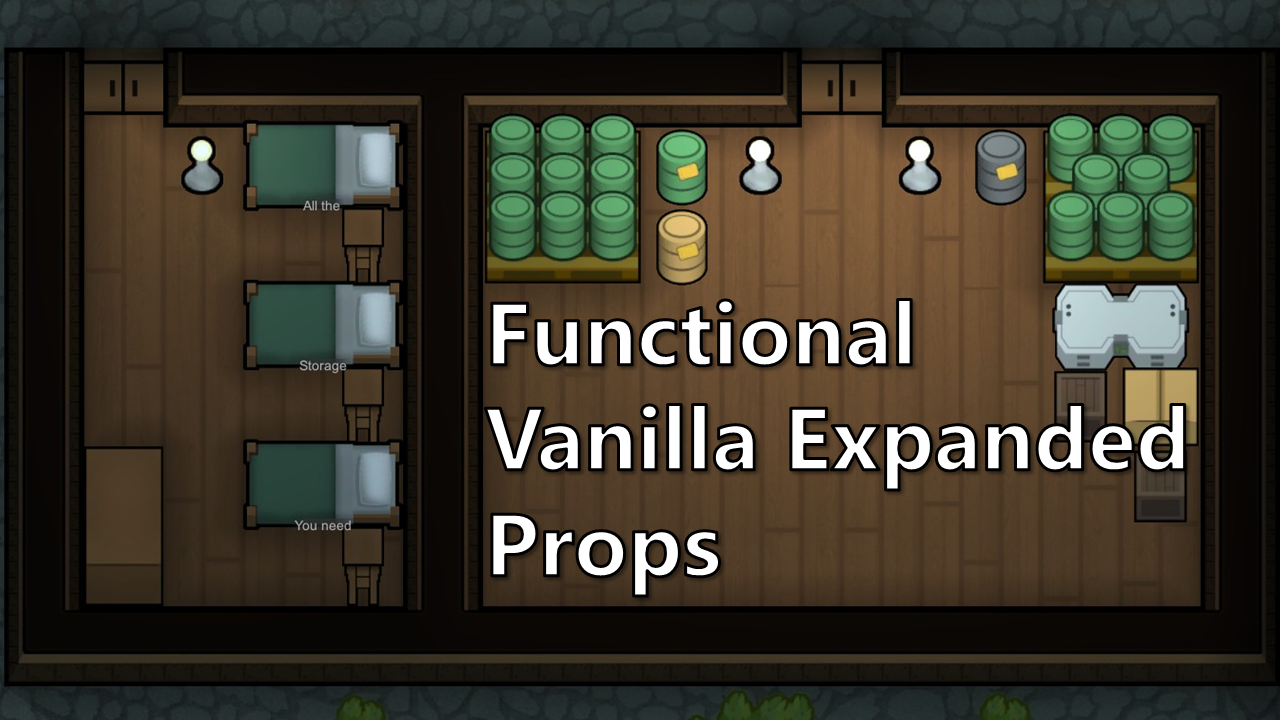 All the
Storage
You need
Functional
Vanilla Expanded
Props